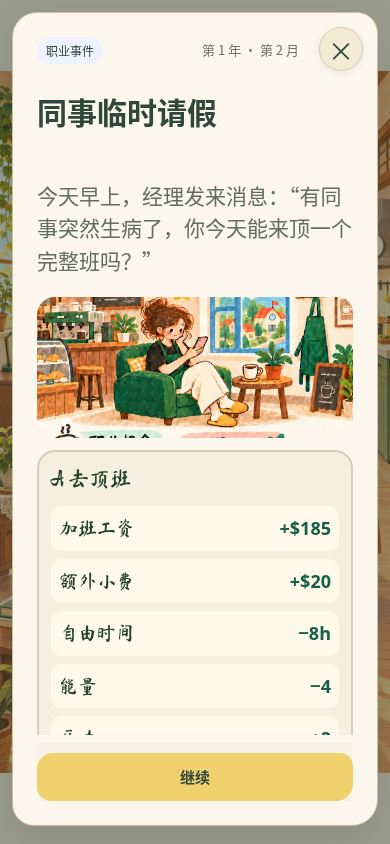 职业事件
第1年·第2月
同事临时请假
今天早上，经理发来消息：“有同
事突然生病了，你今天能来顶一个
完整班吗？”
A去顶班
加班工资 +$185
额外小费 +$20
自由时间 −8h
能量 −4
继续